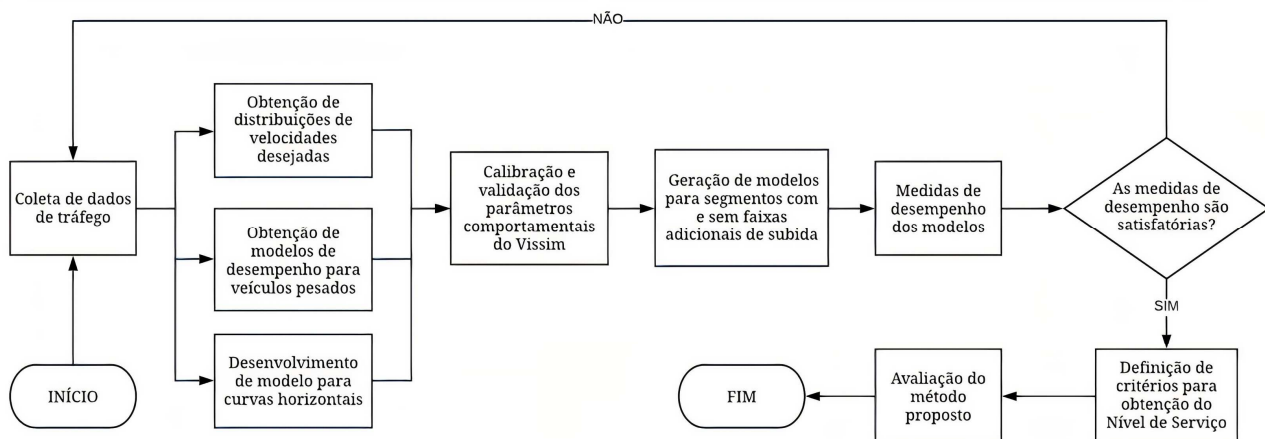 NÃO
Obtenção de
distribuições de
velocidades
desejadas
Coleta de dados
de tráfego
Obtenção de
modelos de
desempenho para
veículos pesados
Desenvolvimento
de modelo para
curvas horizontais
INÍCIO
Calibração e
validação dos
parâmetros
comportamentais
do Vissim
Geração de modelos
para segmentos com
e sem faixas
adicionais de subida
Medidas de
desempenho
dos modelos
As medidas de
desempenho são
satisfatórias?
SIM
Definição de
critérios para
obtenção do
Nível de Serviço
Avaliação do
método
proposto
FIM